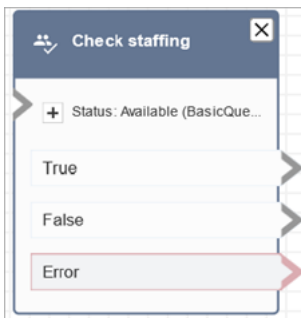 Check staffing
Status: Available (BasicQue...
True
False
Error